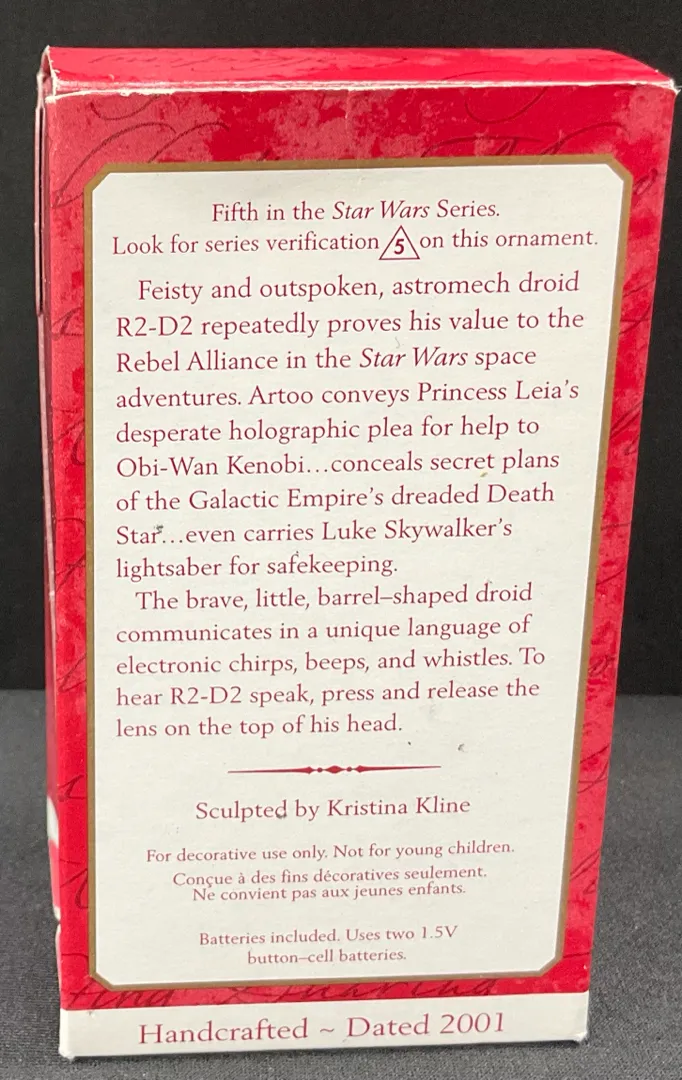 Fifth in the Star Wars Series.
Look for series verification 5 on this ornament.
Feisty and outspoken, astromech droid
R2-D2 repeatedly proves his value to the
Rebel Alliance in the Star Wars space
adventures. Artoo conveys Princess Leia's
desperate holographic plea for help to
Obi-Wan Kenobi...conceals secret plans
of the Galactic Empire's dreaded Death
Star...even carries Luke Skywalker's
lightsaber for safekeeping.
The brave, little, barrel–shaped droid
communicates in a unique language of
electronic chirps, beeps, and whistles. To
hear R2-D2 speak, press and release the
lens on the top of his head.
Sculpted by Kristina Kline
For decorative use only. Not for young children.
Conçue à des fins décoratives seulement.
Ne convient pas aux jeunes enfants.
Batteries included. Uses two 1.5V
button–cell batteries.
Handcrafted ~ Dated 2001